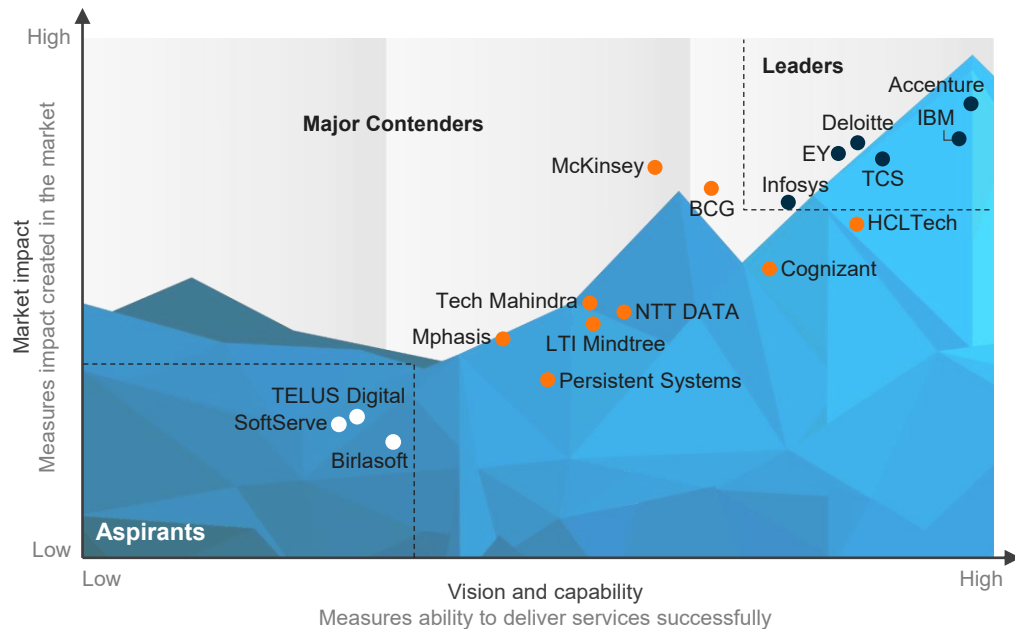 High
Leaders
Accenture
Major Contenders
Deloitte
IBM
EY
McKinsey
TCS
Infosys
BCG
HCLTech
Cognizant
Tech Mahindra
NTT DATA
Mphasis
LTI Mindtree
Persistent Systems
TELUS Digital
SoftServe
Birlasoft
Aspirants
Market impact
Measures impact created in the market
Low
Low
High
Vision and capability
Measures ability to deliver services successfully